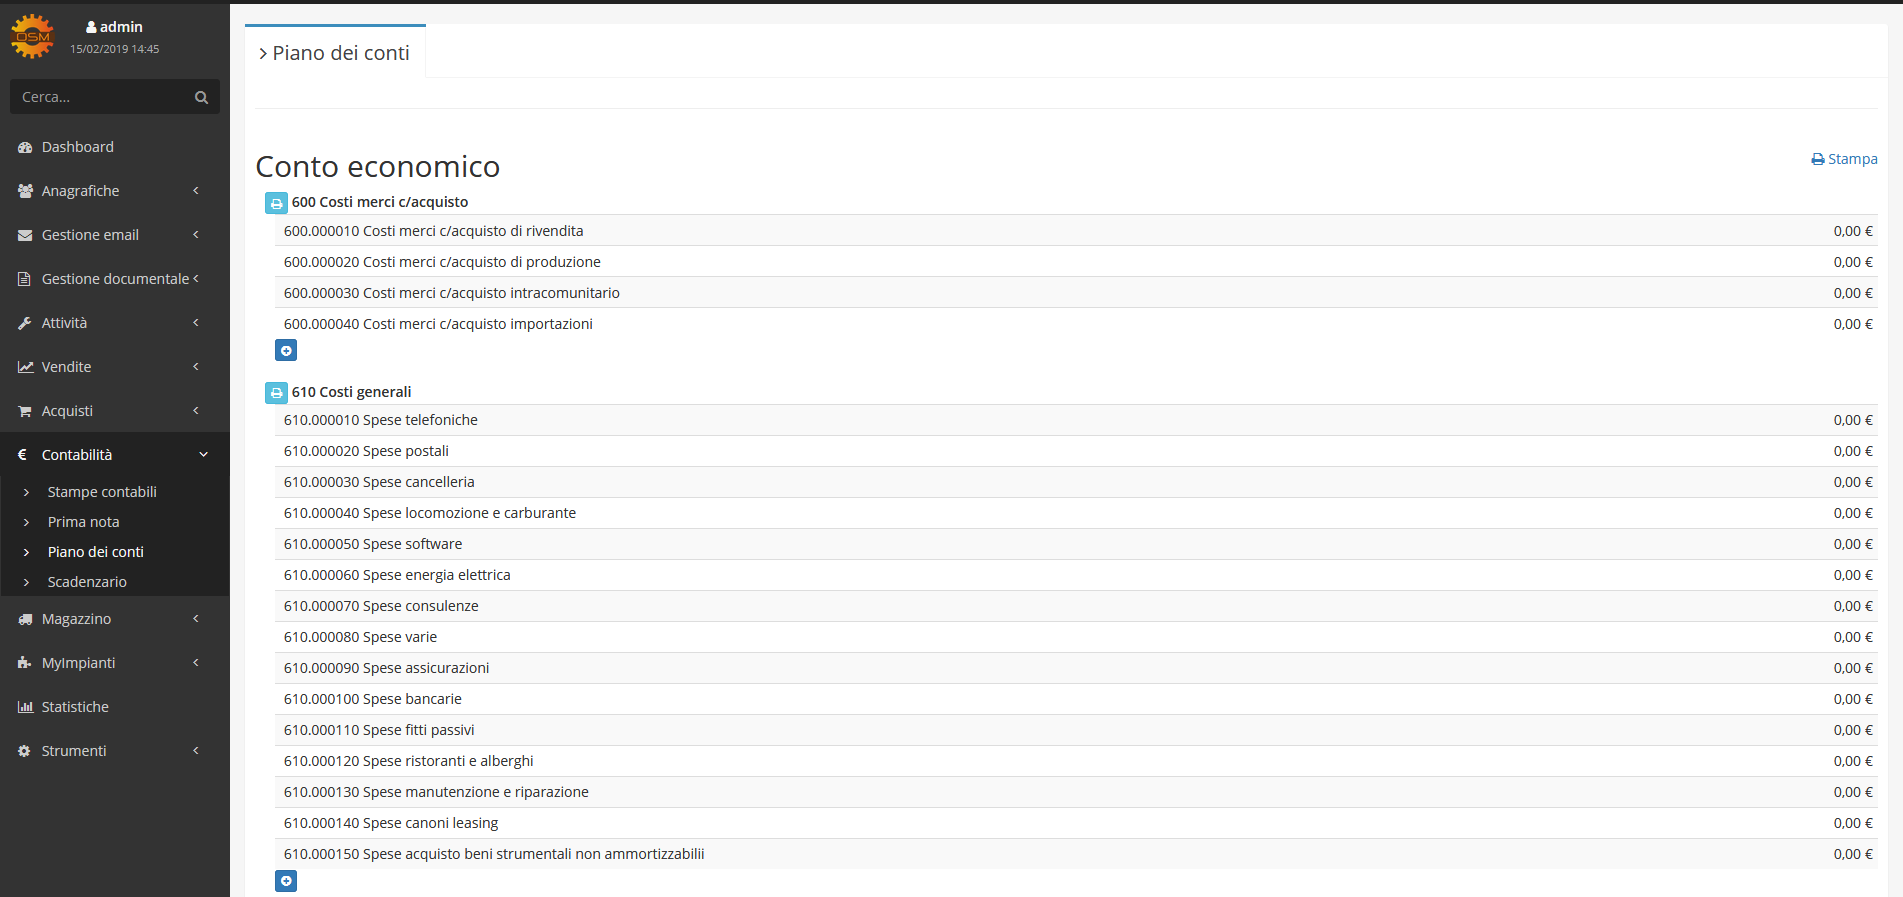 OSM
admin
15/02/2019 14:45
Cerca...
Dashboard
Anagrafiche
Gestione email
Gestione documentale
Attività
Vendite
Acquisti
€ Contabilità
Stampe contabili
Prima nota
Piano dei conti
Scadenzario
Magazzino
MyImpianti
Statistiche
Strumenti
Piano dei conti
Conto economico
Stampa
600 Costi merci c/acquisto
600.000010 Costi merci c/acquisto di rivendita 0,00 €
600.000020 Costi merci c/acquisto di produzione 0,00 €
600.000030 Costi merci c/acquisto intracomunitario 0,00 €
600.000040 Costi merci c/acquisto importazioni 0,00 €
610 Costi generali
610.000010 Spese telefoniche 0,00 €
610.000020 Spese postali 0,00 €
610.000030 Spese cancelleria 0,00 €
610.000040 Spese locomozione e carburante 0,00 €
610.000050 Spese software 0,00 €
610.000060 Spese energia elettrica 0,00 €
610.000070 Spese consulenze 0,00 €
610.000080 Spese varie 0,00 €
610.000090 Spese assicurazioni 0,00 €
610.000100 Spese bancarie 0,00 €
610.000110 Spese fitti passivi 0,00 €
610.000120 Spese ristoranti e alberghi 0,00 €
610.000130 Spese manutenzione e riparazione 0,00 €
610.000140 Spese canoni leasing 0,00 €
610.000150 Spese acquisto beni strumentali non ammortizzabilii 0,00 €